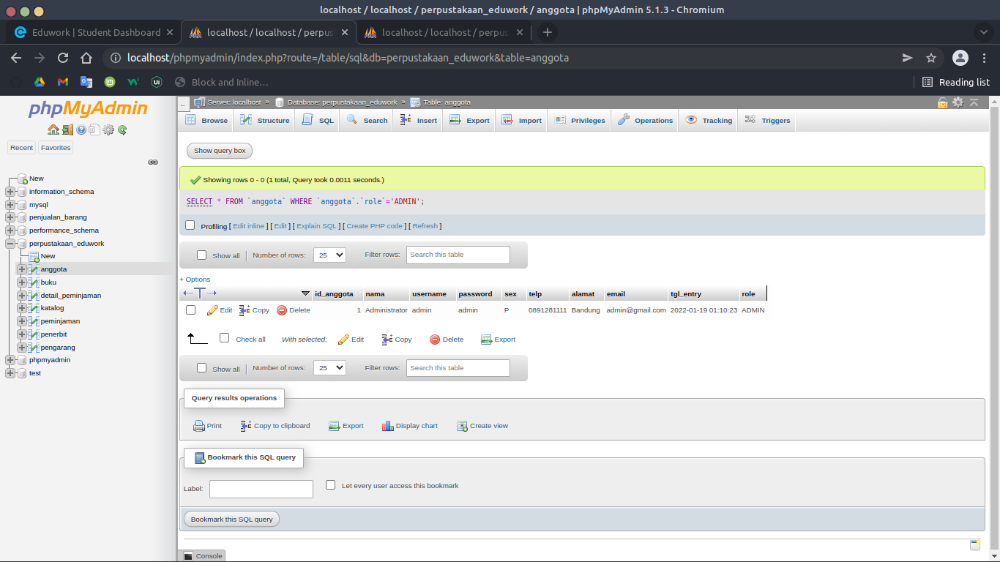 localhost / localhost / perpustakaan_eduwork / anggota | phpMyAdmin 5.1.3 - Chromium
Eduwork | Student Dashboard
localhost / localhost / perpus
localhost / localhost / perpus
localhost/phpmyadmin/index.php?route=/table/sql&db=perpustakaan_eduwork&table=anggota
Block and Inline...
Reading list
phpMyAdmin
Recent
Favorites
New
information_schema
mysql
penjualan_barang
performance_schema
perpustakaan_eduwork
New
anggota
buku
detail_peminjaman
katalog
peminjaman
penerbit
pengarang
phpmyadmin
test
Server: localhost » Database: perpustakaan_eduwork » Table: anggota
Browse Structure SQL Search Insert Export Import Privileges Operations Tracking Triggers
Show query box
Showing rows 0 - 0 (1 total, Query took 0.0011 seconds.)
SELECT * FROM `anggota` WHERE `anggota`.`role`='ADMIN';
Profiling [ Edit inline ] [ Edit ] [ Explain SQL ] [ Create PHP code ] [ Refresh ]
Show all | Number of rows: 25 Filter rows: Search this table
+ Options
id_anggota nama username password sex telp alamat email tgl_entry role
Edit Copy Delete 1 Administrator admin admin P 0891281111 Bandung admin@gmail.com 2022-01-19 01:10:23 ADMIN
Check all With selected: Edit Copy Delete Export
Show all | Number of rows: 25 Filter rows: Search this table
Query results operations
Print Copy to clipboard Export Display chart Create view
Bookmark this SQL query
Label: Let every user access this bookmark
Bookmark this SQL query
Console